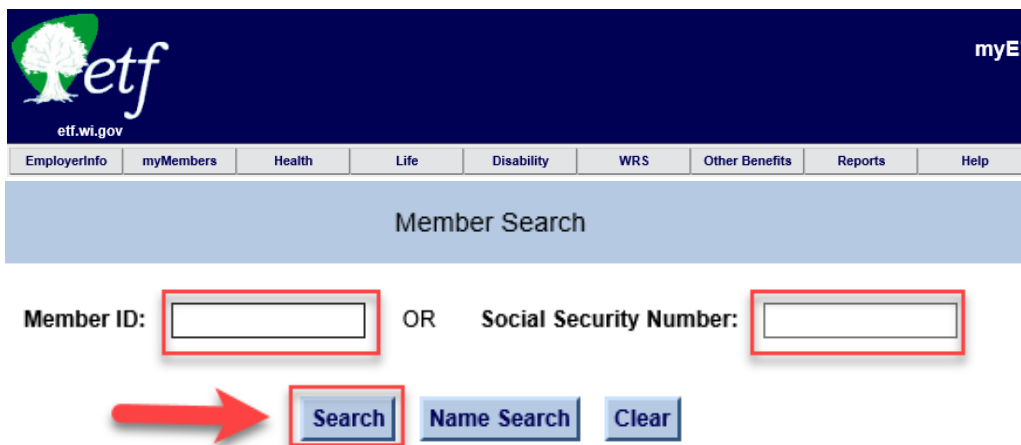 etf
myE
etf.wi.gov
EmployerInfo myMembers Health Life Disability WRS Other Benefits Reports Help
Member Search
Member ID: OR Social Security Number:
Search Name Search Clear